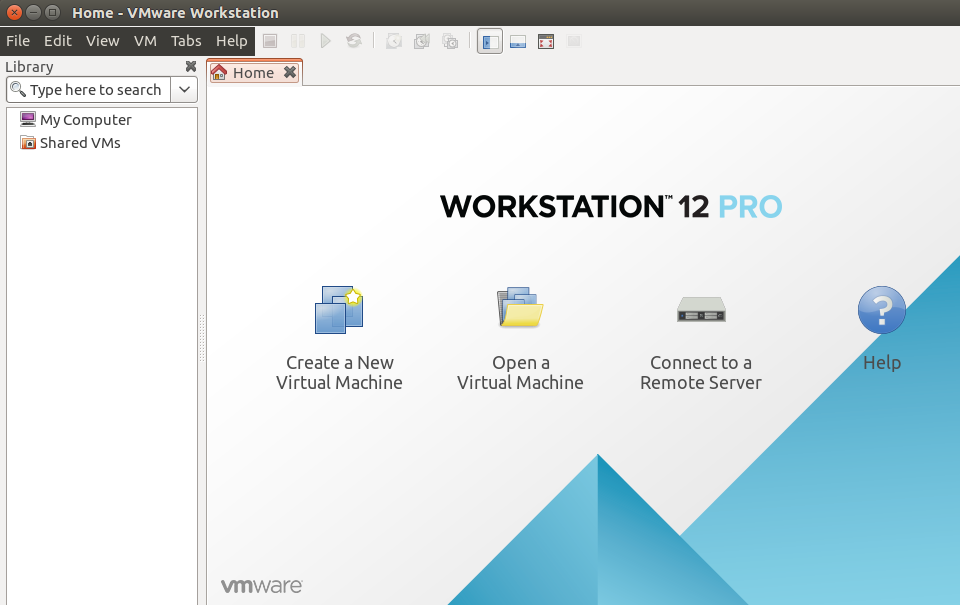 Home - VMware Workstation
File Edit View VM Tabs Help
Library
Type here to search
My Computer
Shared VMs
Home
WORKSTATION™ 12 PRO
Create a New
Virtual Machine
Open a
Virtual Machine
Connect to a
Remote Server
?
Help
vmware